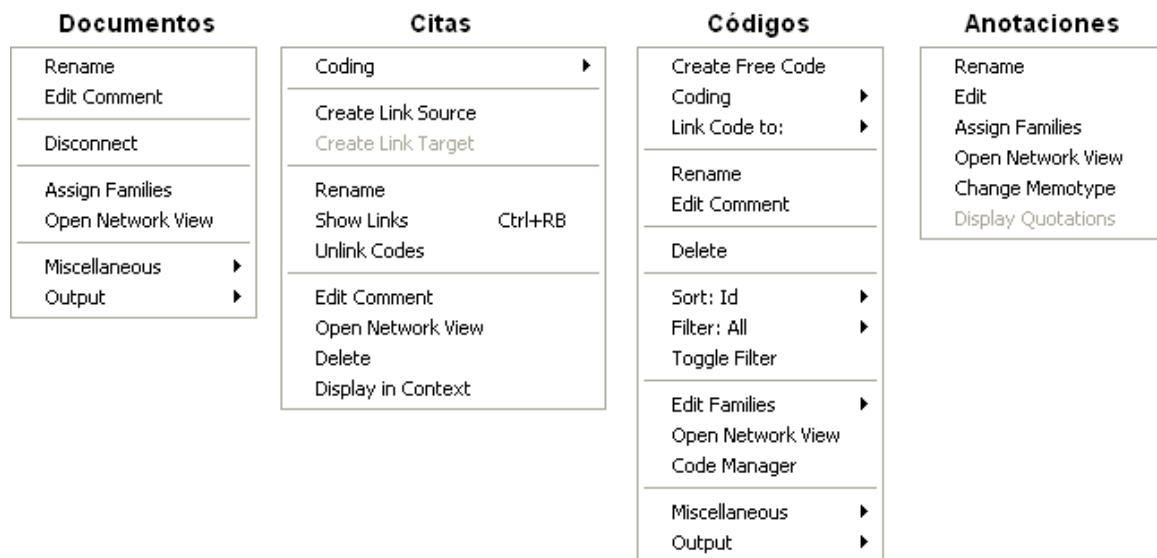 Documentos
Rename
Edit Comment
Disconnect
Assign Families
Open Network View
Miscellaneous
Output
Citas
Coding
Create Link Source
Create Link Target
Rename
Show Links Ctrl+RB
Unlink Codes
Edit Comment
Open Network View
Delete
Display in Context
Códigos
Create Free Code
Coding
Link Code to:
Rename
Edit Comment
Delete
Sort: Id
Filter: All
Toggle Filter
Edit Families
Open Network View
Code Manager
Miscellaneous
Output
Anotaciones
Rename
Edit
Assign Families
Open Network View
Change Memotype
Display Quotations